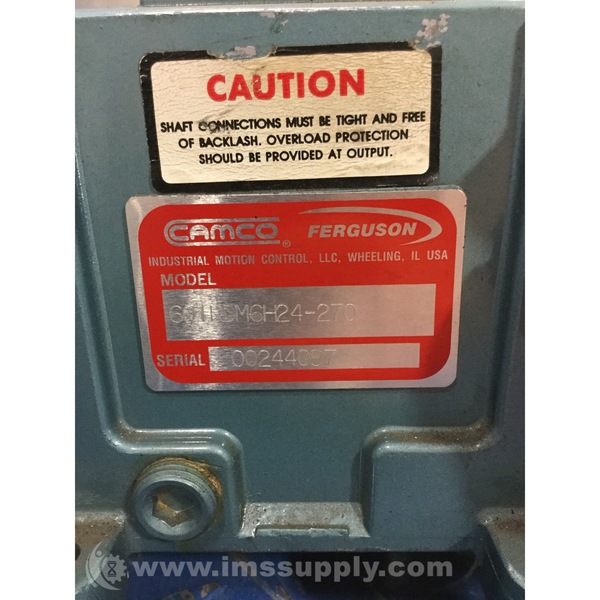 CAUTION
SHAFT CONNECTIONS MUST BE TIGHT AND FREE
OF BACKLASH. OVERLOAD PROTECTION
SHOULD BE PROVIDED AT OUTPUT.
CAMCO® FERGUSON
INDUSTRIAL MOTION CONTROL, LLC, WHEELING, IL USA
MODEL
SERIAL
www.imssupply.com